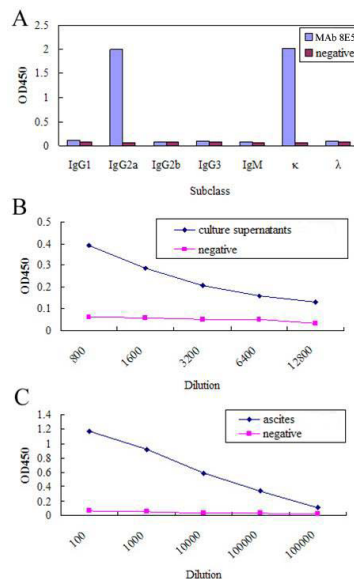 A
OD450
2.5
2
1.5
1
0.5
0
MAb 8E5
negative
IgG1 IgG2a IgG2b IgG3 IgM κ λ
Subclass
B
OD450
0.5
0.4
0.3
0.2
0.1
0
culture supernatants
negative
800 1600 3200 6400 12800
Dilution
C
OD450
1.4
1.2
1
0.8
0.6
0.4
0.2
0
ascites
negative
100 1000 10000 100000 100000
Dilution